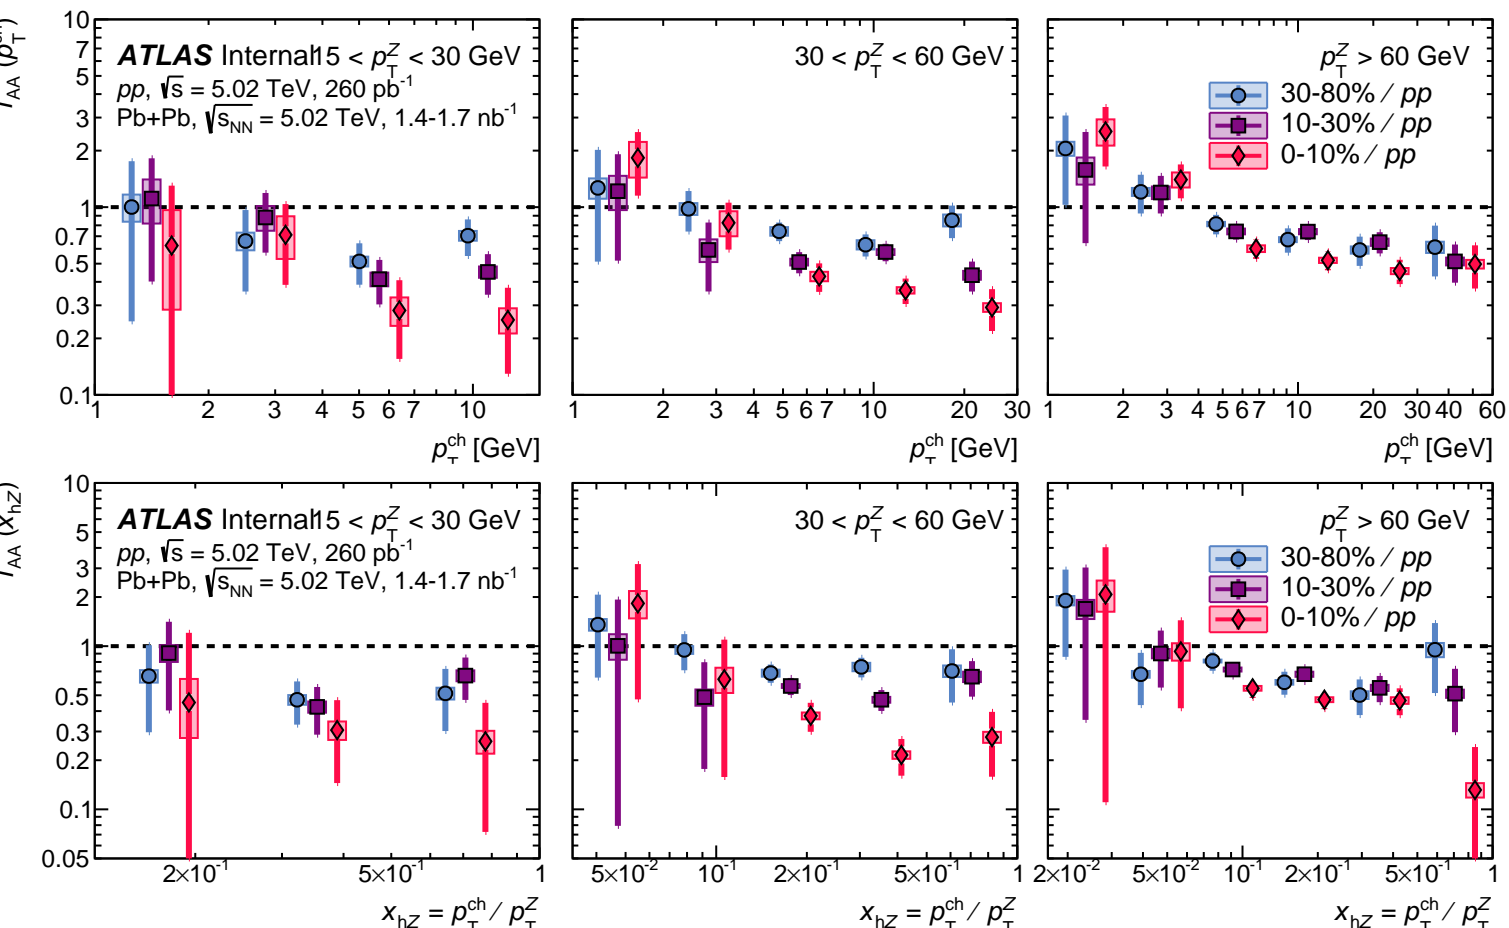 10 7 5 3 2 1 0.7 0.5 0.3 0.2 0.1
ATLAS Internal 15 < p_T^Z < 30 GeV
pp, √s = 5.02 TeV, 260 pb⁻¹
Pb+Pb, √s_NN = 5.02 TeV, 1.4-1.7 nb⁻¹
1 2 3 4 5 6 7 10
p_T^ch [GeV]
30 < p_T^Z < 60 GeV
1 2 3 4 5 6 7 10 20 30
p_T^ch [GeV]
p_T^Z > 60 GeV
30-80% / pp
10-30% / pp
0-10% / pp
1 2 3 4 5 6 7 10 20 30 40 60
p_T^ch [GeV]
10 5 3 2 1 0.5 0.3 0.2 0.1 0.05
ATLAS Internal 15 < p_T^Z < 30 GeV
pp, √s = 5.02 TeV, 260 pb⁻¹
Pb+Pb, √s_NN = 5.02 TeV, 1.4-1.7 nb⁻¹
2×10⁻¹ 5×10⁻¹ 1
x_hZ = p_T^ch / p_T^Z
30 < p_T^Z < 60 GeV
5×10⁻² 10⁻¹ 2×10⁻¹ 5×10⁻¹ 1
x_hZ = p_T^ch / p_T^Z
p_T^Z > 60 GeV
30-80% / pp
10-30% / pp
0-10% / pp
2×10⁻² 5×10⁻² 10⁻¹ 2×10⁻¹ 5×10⁻¹ 1
x_hZ = p_T^ch / p_T^Z